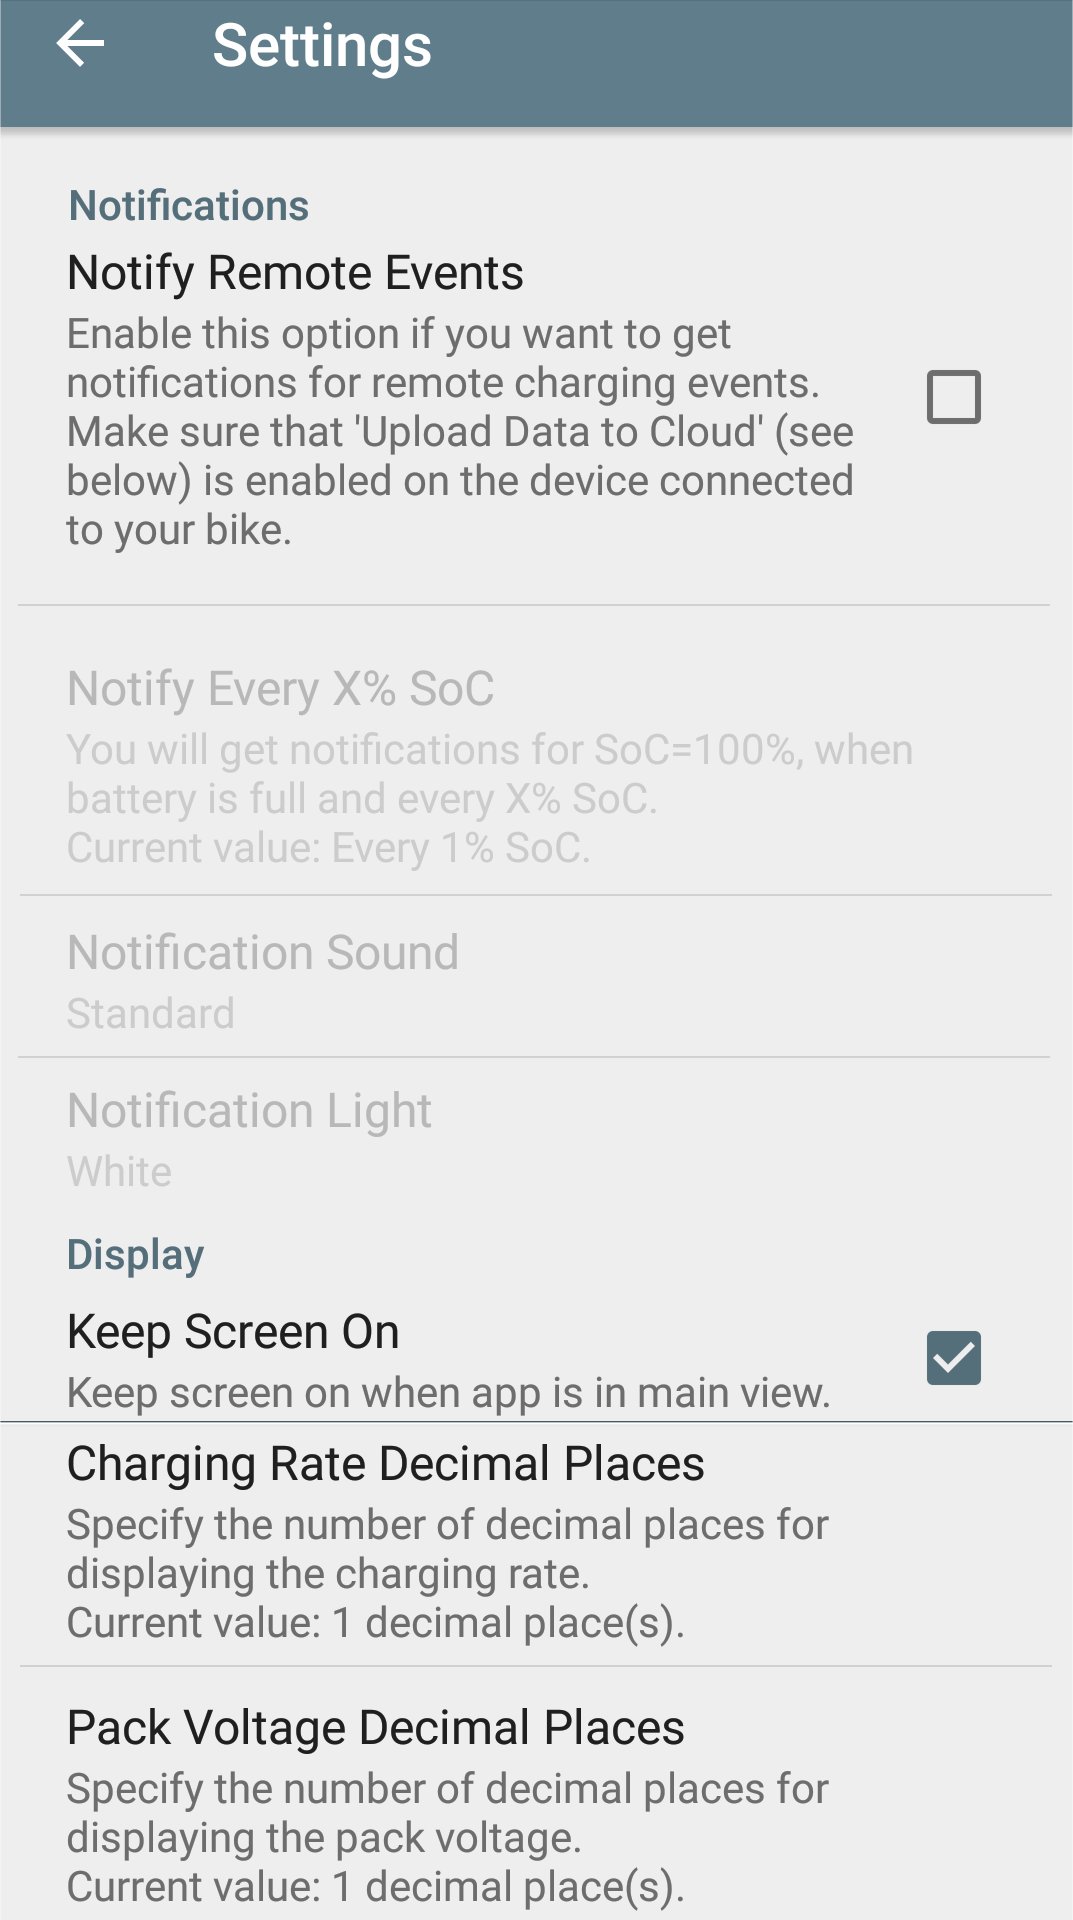 Settings
Notifications
Notify Remote Events
Enable this option if you want to get
notifications for remote charging events.
Make sure that 'Upload Data to Cloud' (see
below) is enabled on the device connected
to your bike.
Notify Every X% SoC
You will get notifications for SoC=100%, when
battery is full and every X% SoC.
Current value: Every 1% SoC.
Notification Sound
Standard
Notification Light
White
Display
Keep Screen On
Keep screen on when app is in main view.
Charging Rate Decimal Places
Specify the number of decimal places for
displaying the charging rate.
Current value: 1 decimal place(s).
Pack Voltage Decimal Places
Specify the number of decimal places for
displaying the pack voltage.
Current value: 1 decimal place(s).